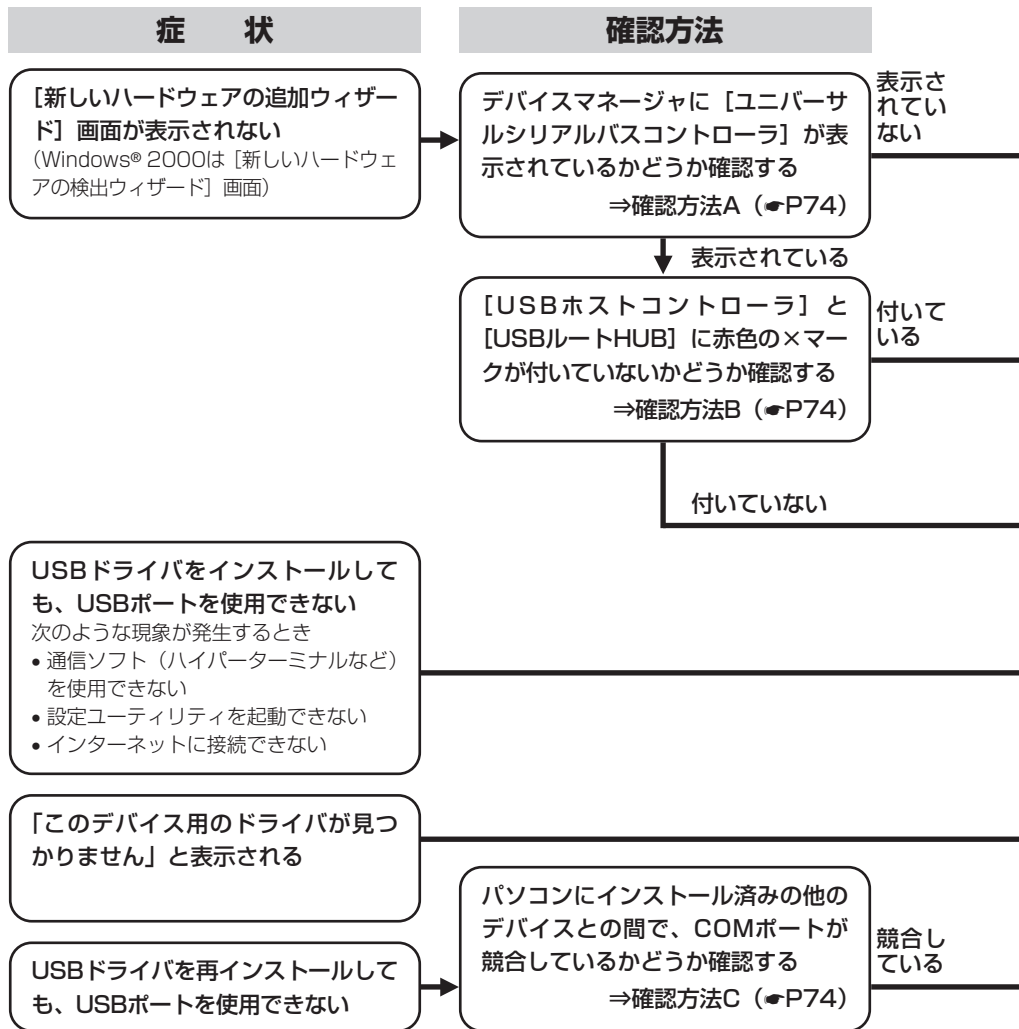 症　状
確認方法
［新しいハードウェアの追加ウィザー
ド］画面が表示されない
（Windows® 2000は［新しいハードウェ
アの検出ウィザード］画面）
デバイスマネージャに［ユニバーサ
ルシリアルバスコントローラ］が表
示されているかどうか確認する
⇒確認方法A（☛P74）
表示さ
れてい
ない
表示されている
［USBホストコントローラ］と
［USBルートHUB］に赤色の×マー
クが付いていないかどうか確認する
⇒確認方法B（☛P74）
付いて
いる
付いていない
USBドライバをインストールして
も、USBポートを使用できない
次のような現象が発生するとき
• 通信ソフト（ハイパーターミナルなど）
を使用できない
• 設定ユーティリティを起動できない
• インターネットに接続できない
「このデバイス用のドライバが見つ
かりません」と表示される
USBドライバを再インストールして
も、USBポートを使用できない
パソコンにインストール済みの他の
デバイスとの間で、COMポートが
競合しているかどうか確認する
⇒確認方法C（☛P74）
競合し
ている